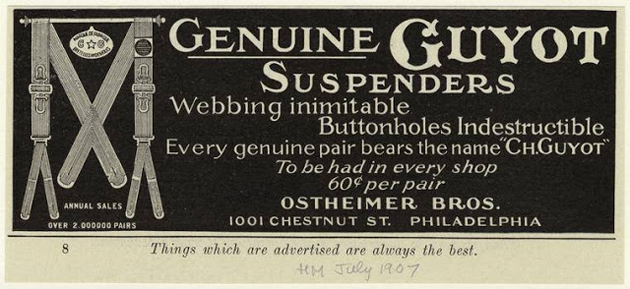 GENUINE GUYOT
SUSPENDERS
Webbing inimitable
Buttonholes Indestructible
Every genuine pair bears the name "CH.GUYOT"
To be had in every shop
60¢ per pair
OSTHEIMER BROS.
1001 CHESTNUT ST. PHILADELPHIA
ANNUAL SALES
OVER 2.000000 PAIRS
8 Things which are advertised are always the best.
HM July 1907